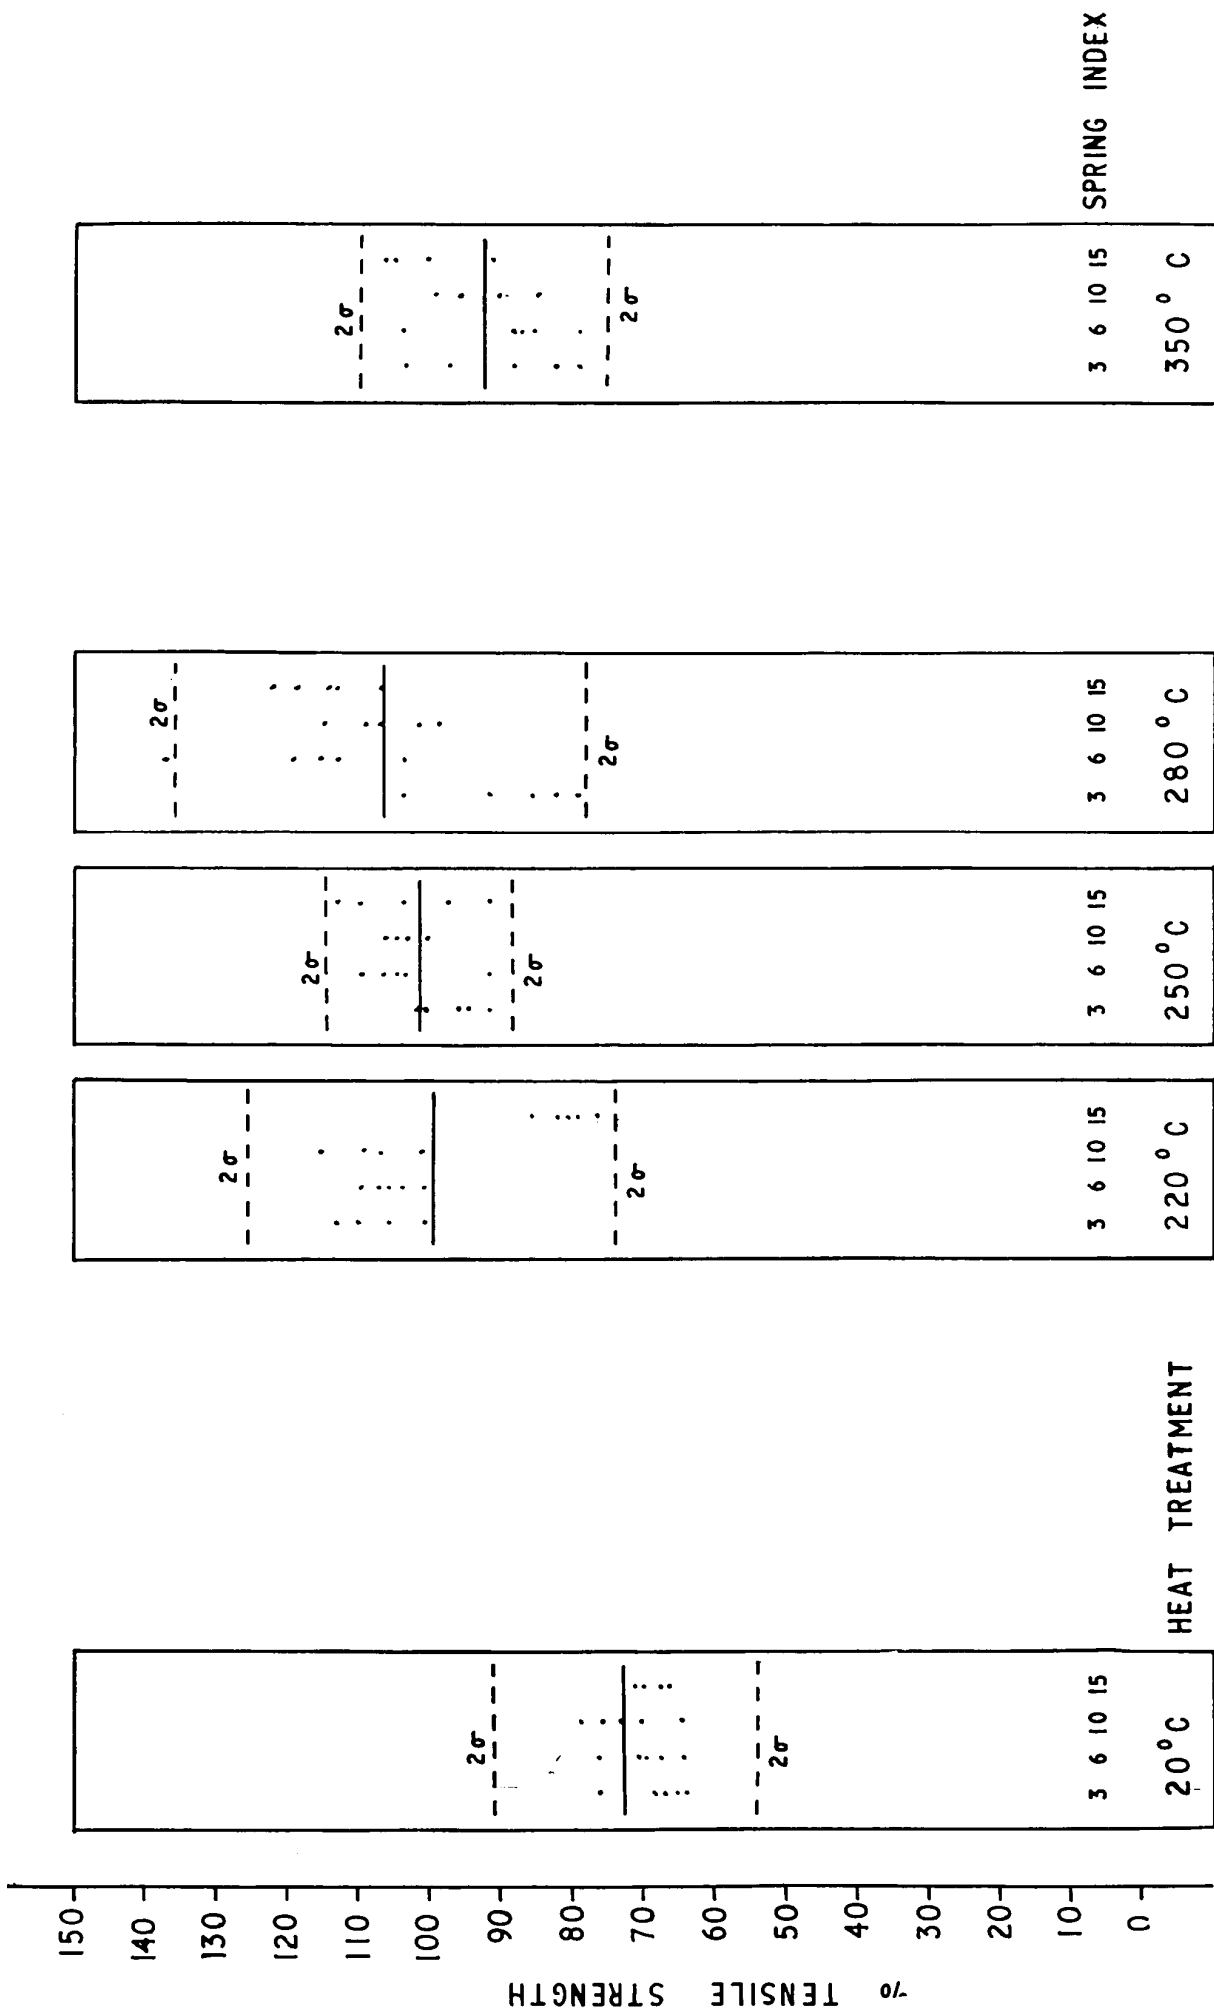 % TENSILE STRENGTH
150
140
130
120
110
100
90
80
70
60
50
40
30
20
10
0
2σ
2σ
3 6 10 15
20°C
HEAT TREATMENT
2σ
2σ
3 6 10 15
220°C
2σ
2σ
3 6 10 15
250°C
2σ
2σ
3 6 10 15
280°C
2σ
2σ
3 6 10 15
350°C
SPRING INDEX